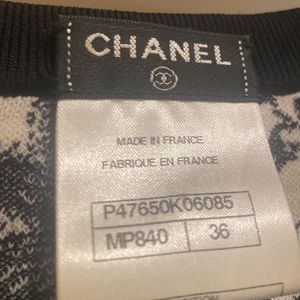 CHANEL
MADE IN FRANCE
FABRIQUE EN FRANCE
P47650K06085
MP840 36